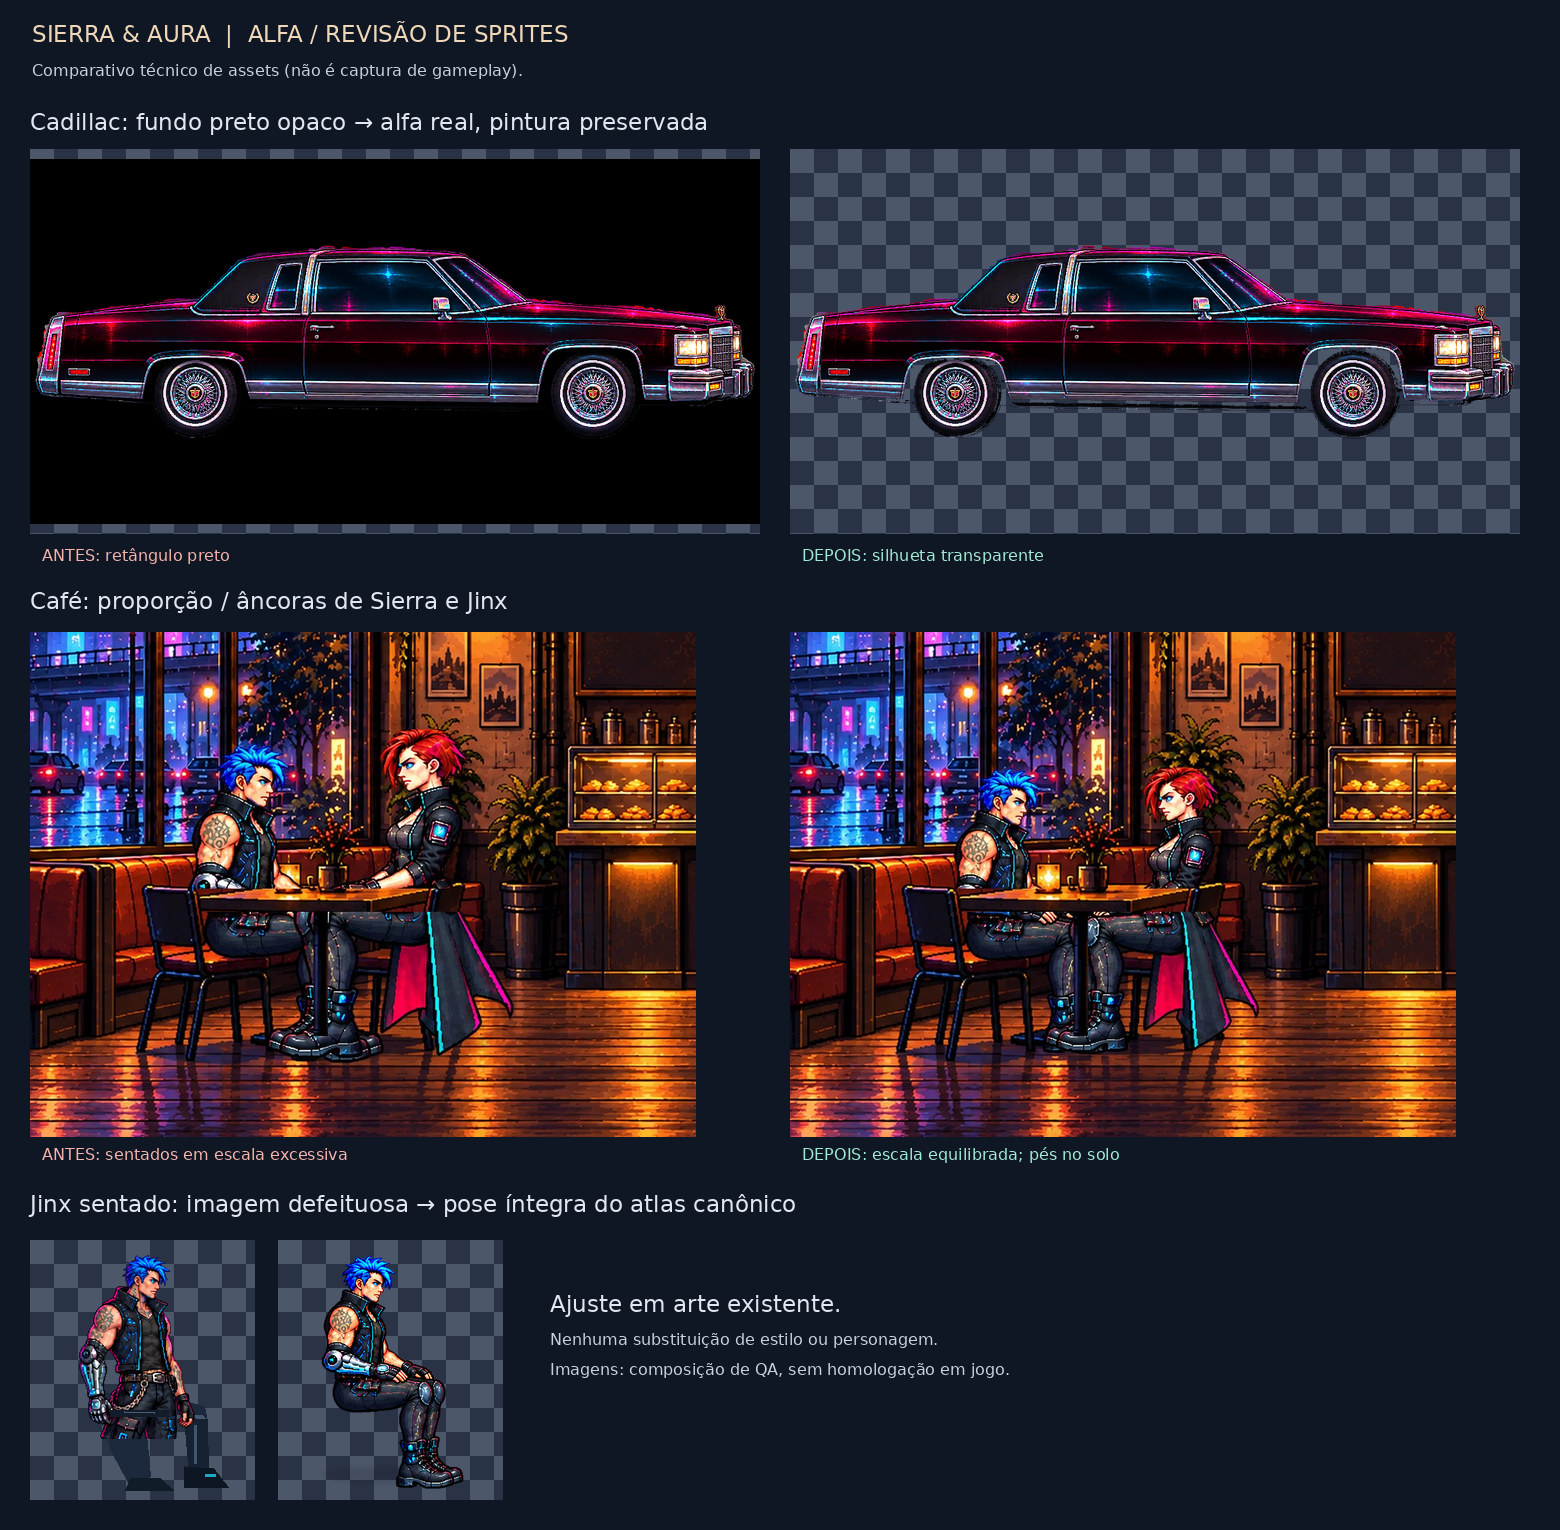 SIERRA & AURA | ALFA / REVISÃO DE SPRITES
Comparativo técnico de assets (não é captura de gameplay).
Cadillac: fundo preto opaco → alfa real, pintura preservada
ANTES: retângulo preto
DEPOIS: silhueta transparente
Café: proporção / âncoras de Sierra e Jinx
ANTES: sentados em escala excessiva
DEPOIS: escala equilibrada; pés no solo
Jinx sentado: imagem defeituosa → pose íntegra do atlas canônico
Ajuste em arte existente.
Nenhuma substituição de estilo ou personagem.
Imagens: composição de QA, sem homologação em jogo.